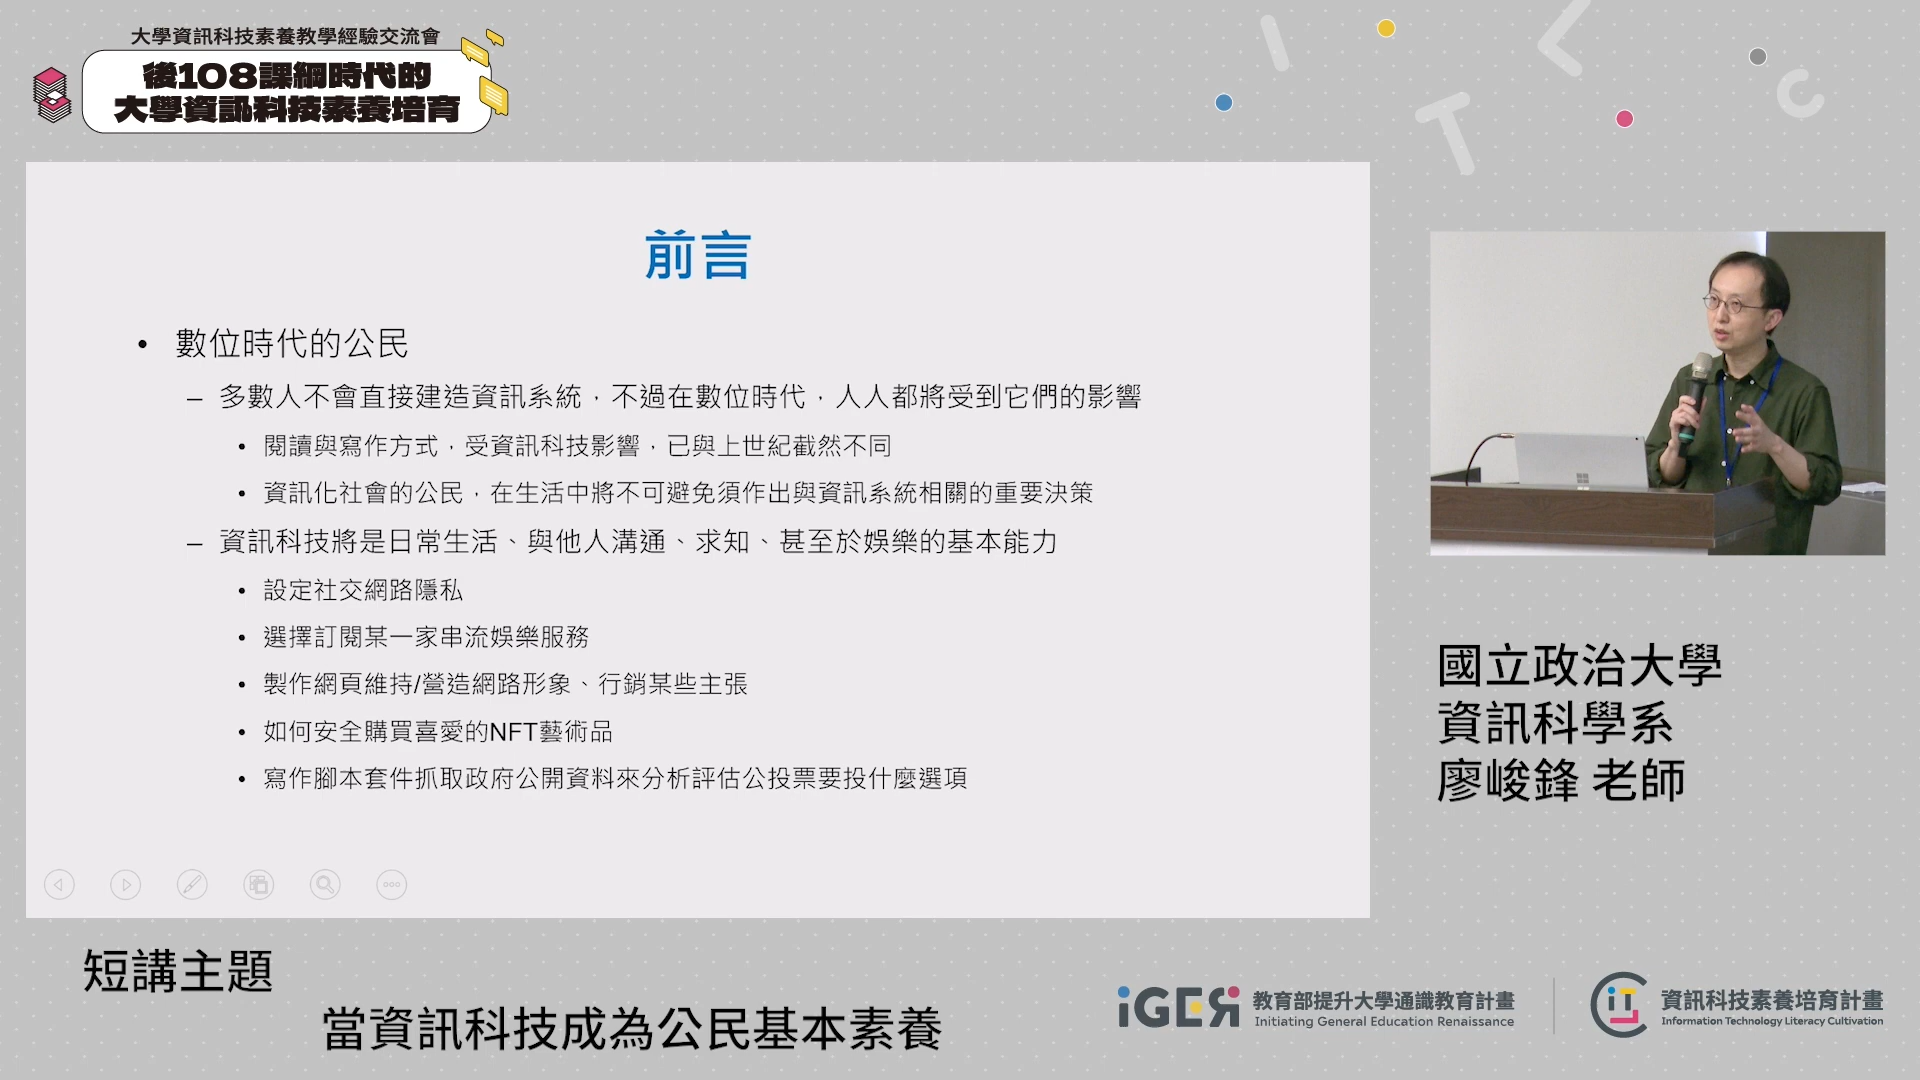 大學資訊科技素養教學經驗交流會
後108課綱時代的
大學資訊科技素養培育
前言
• 數位時代的公民
– 多數人不會直接建造資訊系統，不過在數位時代，人人都將受到它們的影響
• 閱讀與寫作方式，受資訊科技影響，已與上世紀截然不同
• 資訊化社會的公民，在生活中將不可避免須作出與資訊系統相關的重要決策
– 資訊科技將是日常生活、與他人溝通、求知、甚至於娛樂的基本能力
• 設定社交網路隱私
• 選擇訂閱某一家串流娛樂服務
• 製作網頁維持/營造網路形象、行銷某些主張
• 如何安全購買喜愛的NFT藝術品
• 寫作腳本套件抓取政府公開資料來分析評估公投票要投什麼選項
國立政治大學
資訊科學系
廖峻鋒 老師
短講主題
當資訊科技成為公民基本素養
iGER 教育部提升大學通識教育計畫
Initiating General Education Renaissance
資訊科技素養培育計畫
Information Technology Literacy Cultivation